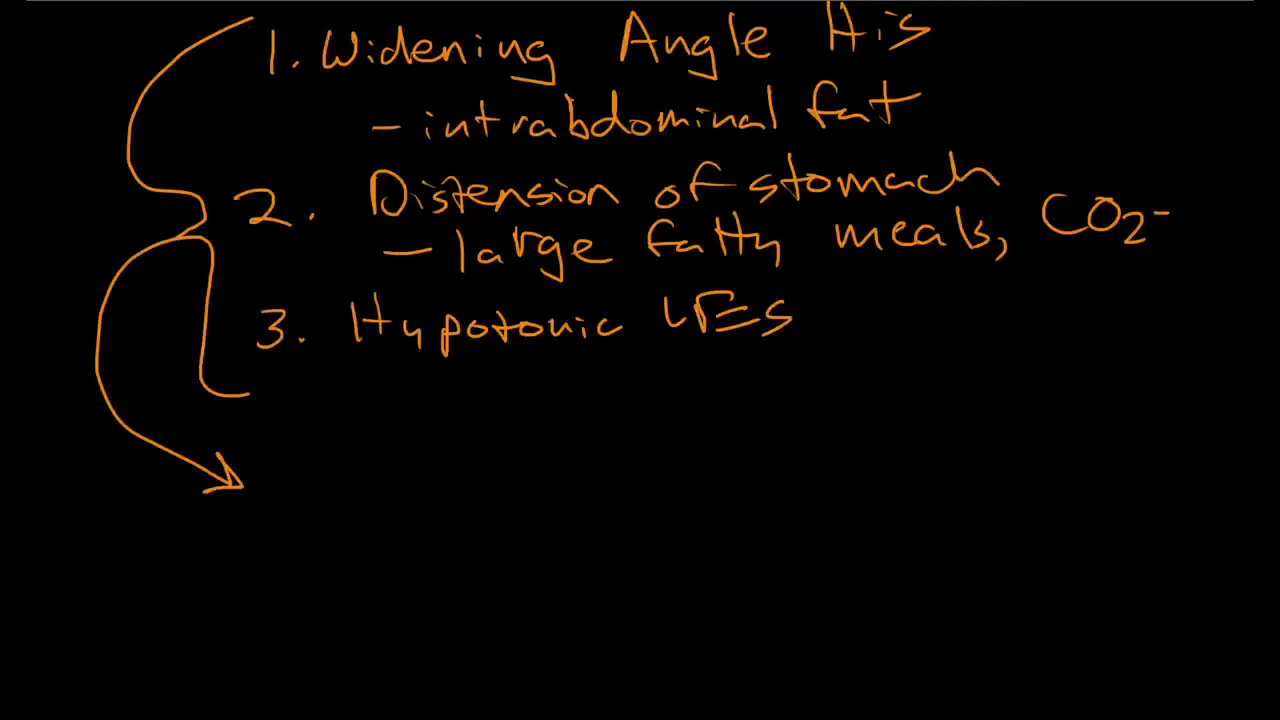 1. Widening Angle His
- intrabdominal fat
2. Distension of stomach
- large fatty meals, CO2-
3. Hypotonic LES